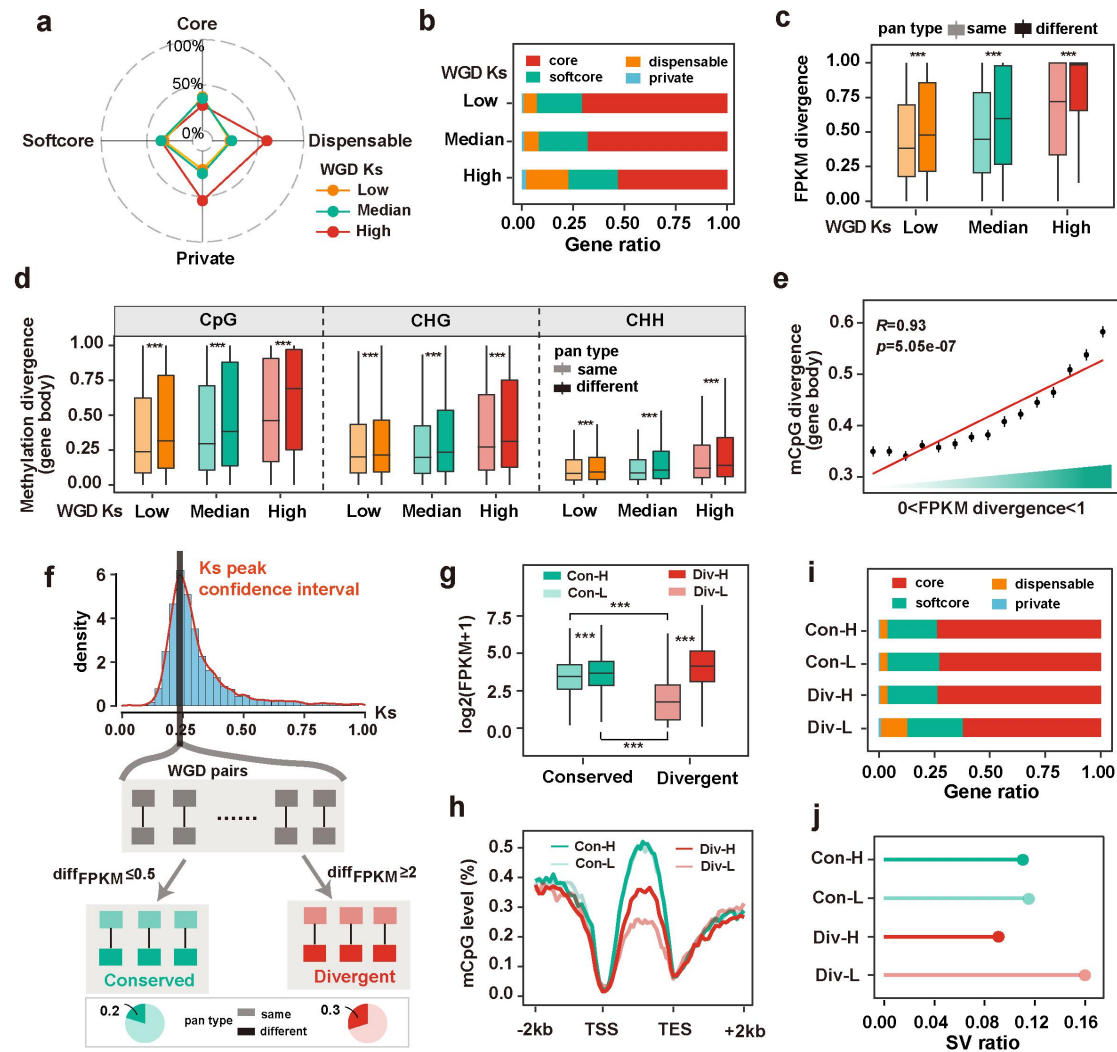 a
Core
100%
50%
0%
Softcore
Dispensable
Private
WGD Ks
Low
Median
High
b
core
dispensable
softcore
private
WGD Ks
Low
Median
High
0.00
0.25
0.50
0.75
1.00
Gene ratio
c
pan type same different
FPKM divergence
1.00
0.75
0.50
0.25
0.00
***
***
***
WGD Ks Low Median High
d
CpG
CHG
CHH
Methylation divergence
(gene body)
1.00
0.75
0.50
0.25
0.00
***
***
***
***
***
***
***
***
***
pan type
same
different
WGD Ks Low Median High Low Median High Low Median High
e
R=0.93
p=5.05e-07
mCpG divergence
(gene body)
0.6
0.5
0.4
0.3
0<FPKM divergence<1
f
Ks peak
confidence interval
density
6
4
2
0
0.00
0.25
0.50
0.75
1.00
Ks
WGD pairs
......
diffFPKM≤0.5
diffFPKM≥2
Conserved
Divergent
0.2
pan type
same
different
0.3
g
Con-H
Con-L
Div-H
Div-L
log2(FPKM+1)
7.5
5.0
2.5
0.0
***
***
***
***
Conserved
Divergent
h
Con-H
Con-L
Div-H
Div-L
mCpG level (%)
0.5
0.4
0.3
0.2
0.1
0.0
-2kb
TSS
TES
+2kb
i
core
dispensable
softcore
private
Con-H
Con-L
Div-H
Div-L
0.00
0.25
0.50
0.75
1.00
Gene ratio
j
Con-H
Con-L
Div-H
Div-L
0.00
0.04
0.08
0.12
0.16
SV ratio